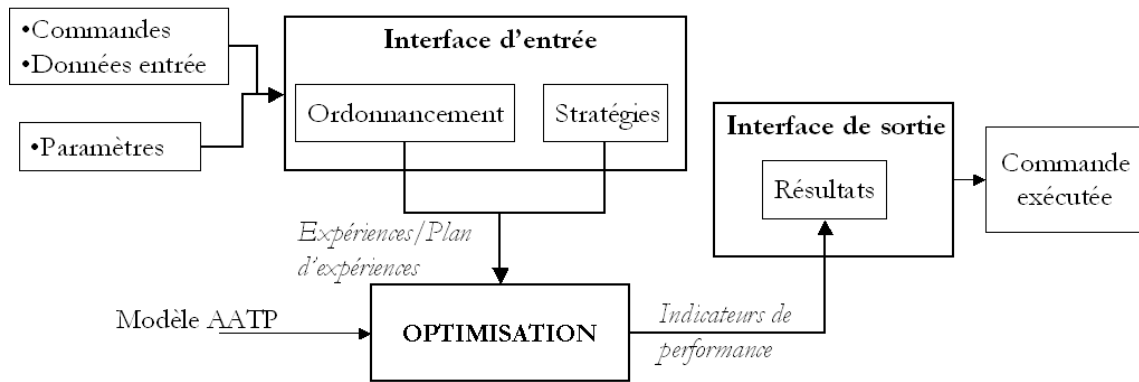 •Commandes
•Données entrée
•Paramètres
Interface d'entrée
Ordonnancement
Stratégies
Expériences/Plan
d'expériences
Modèle AATP
OPTIMISATION
Indicateurs de
performance
Interface de sortie
Résultats
Commande
exécutée